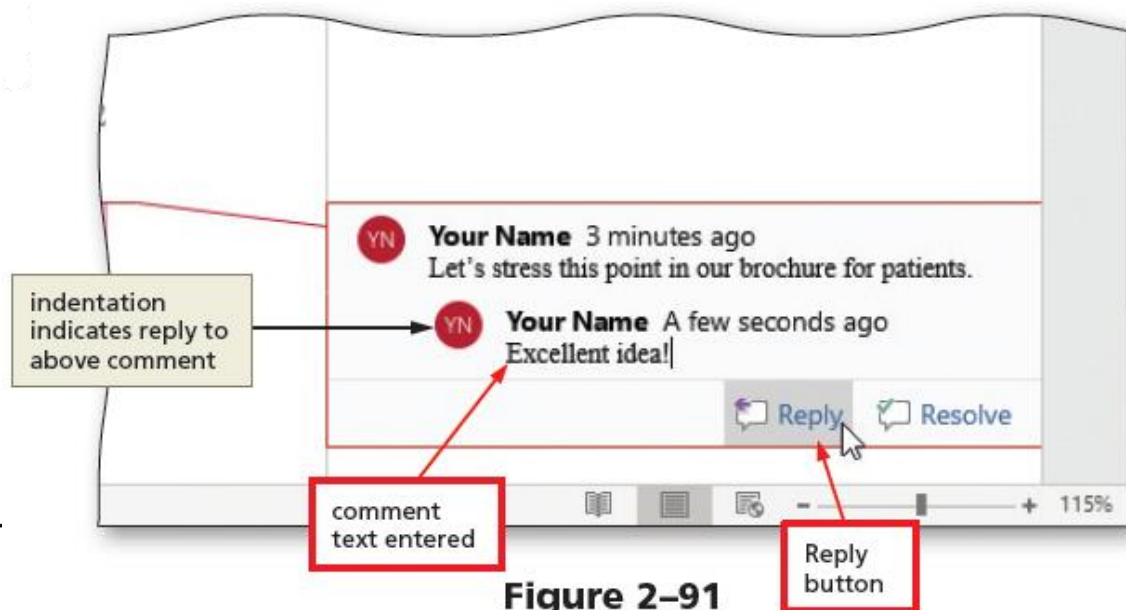 YN Your Name 3 minutes ago
Let's stress this point in our brochure for patients.
indentation
indicates reply to
above comment
YN Your Name A few seconds ago
Excellent idea!
Reply Resolve
comment
text entered
- + 115%
Reply
button
Figure 2–91